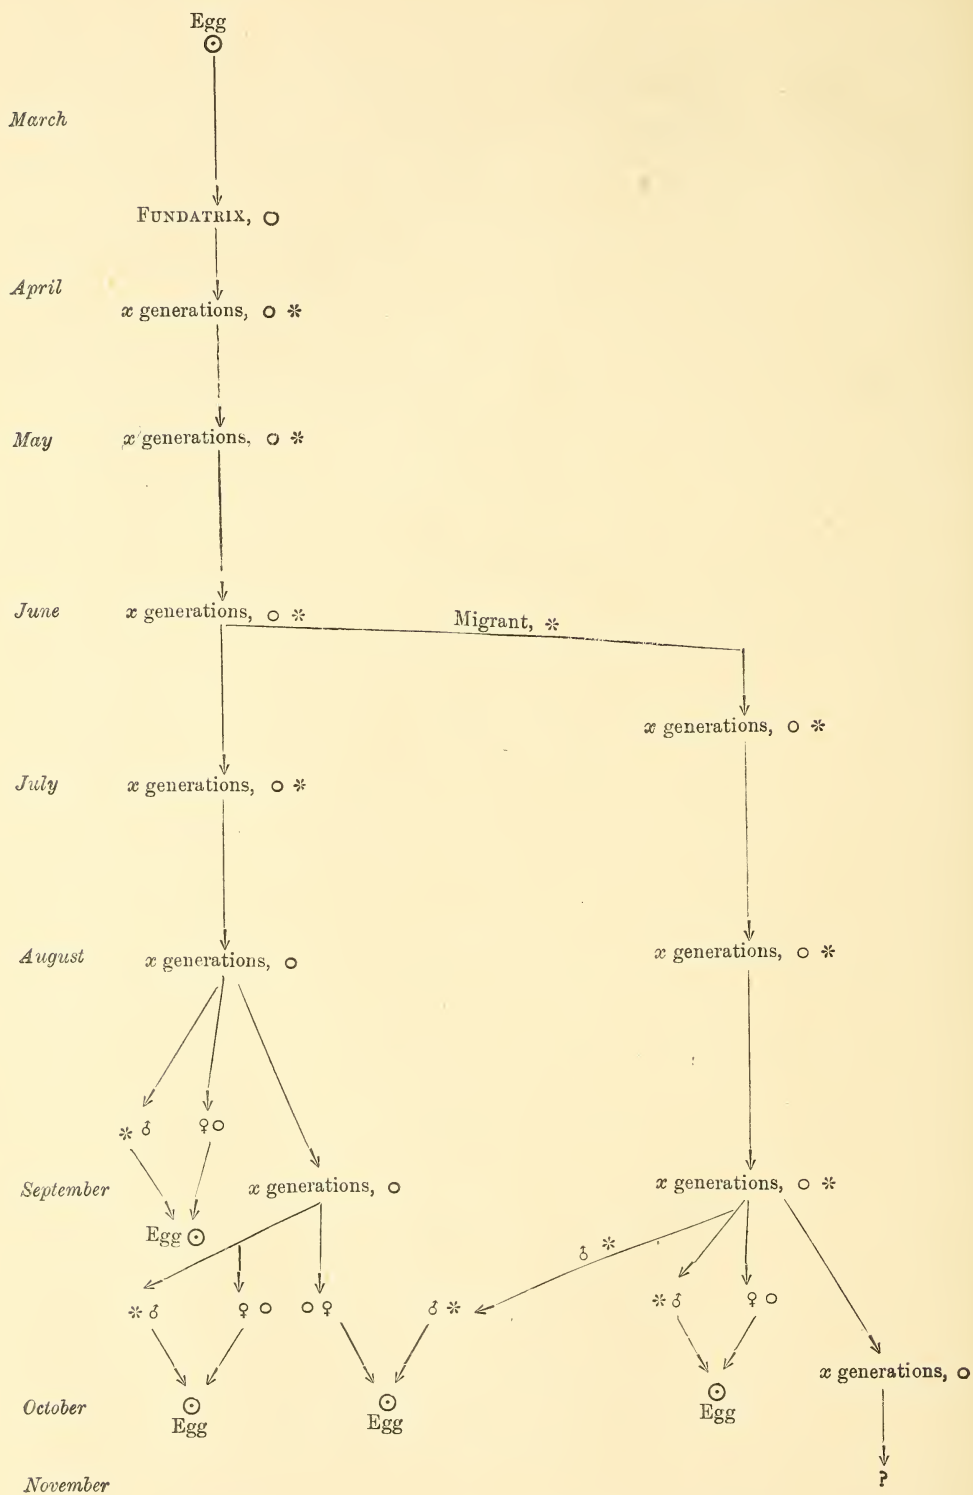 Egg
⊙
March
FUNDATRIX, ○
April
x generations, ○ *
May
x generations, ○ *
June
x generations, ○ *
Migrant, *
x generations, ○ *
July
x generations, ○ *
August
x generations, ○
x generations, ○ *
* ♂ ♀ ○
September
x generations, ○
x generations, ○ *
Egg ⊙
♂ *
* ♂ ♀ ○ ○ ♀ ♂ *
* ♂ ♀ ○
x generations, ○
October
⊙
Egg
⊙
Egg
⊙
Egg
November
?